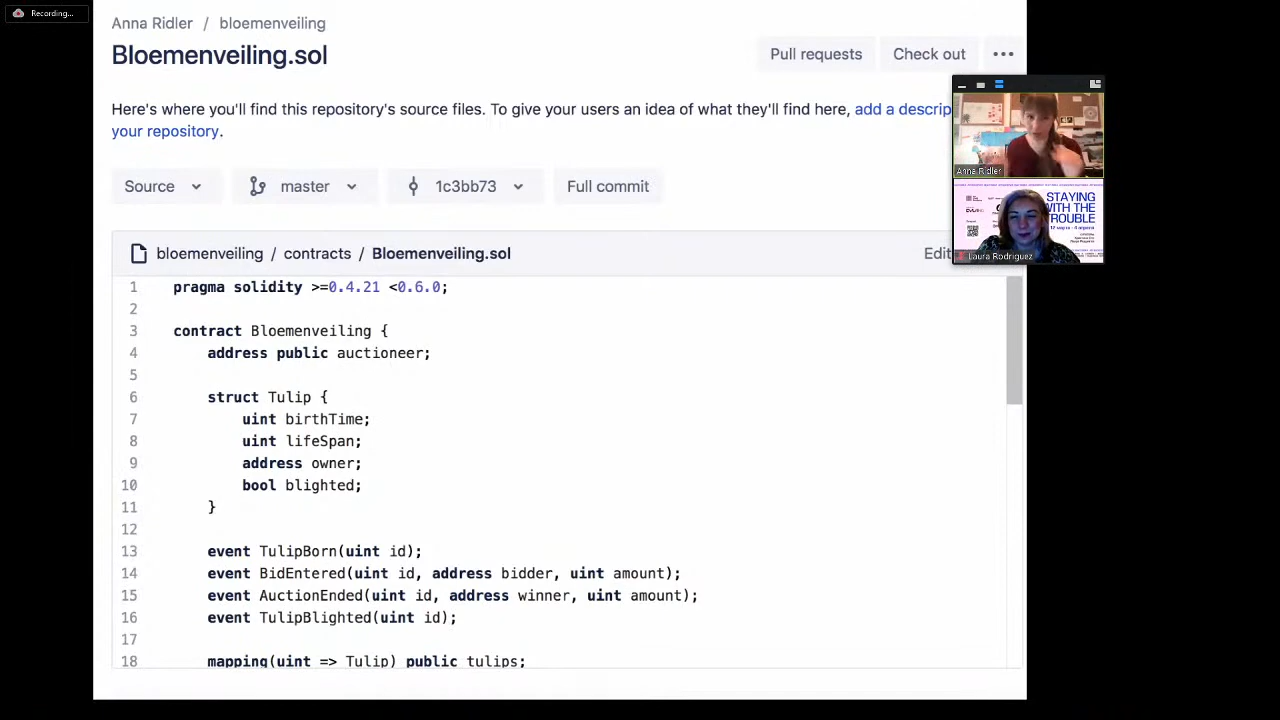 Recording...
Anna Ridler / bloemenveiling
Bloemenveiling.sol
Pull requests
Check out
Here's where you'll find this repository's source files. To give your users an idea of what they'll find here, add a descrip
your repository.
Source
master
1c3bb73
Full commit
bloemenveiling / contracts / Bloemenveiling.sol
Edit
1 pragma solidity >=0.4.21 <0.6.0;
2
3 contract Bloemenveiling {
4 address public auctioneer;
5
6 struct Tulip {
7 uint birthTime;
8 uint lifeSpan;
9 address owner;
10 bool blighted;
11 }
12
13 event TulipBorn(uint id);
14 event BidEntered(uint id, address bidder, uint amount);
15 event AuctionEnded(uint id, address winner, uint amount);
16 event TulipBlighted(uint id);
17
18 mapping(uint => Tulip) public tulips;
Anna Ridler
STAYING
WITH THE
TROUBLE
Laura Rodriguez